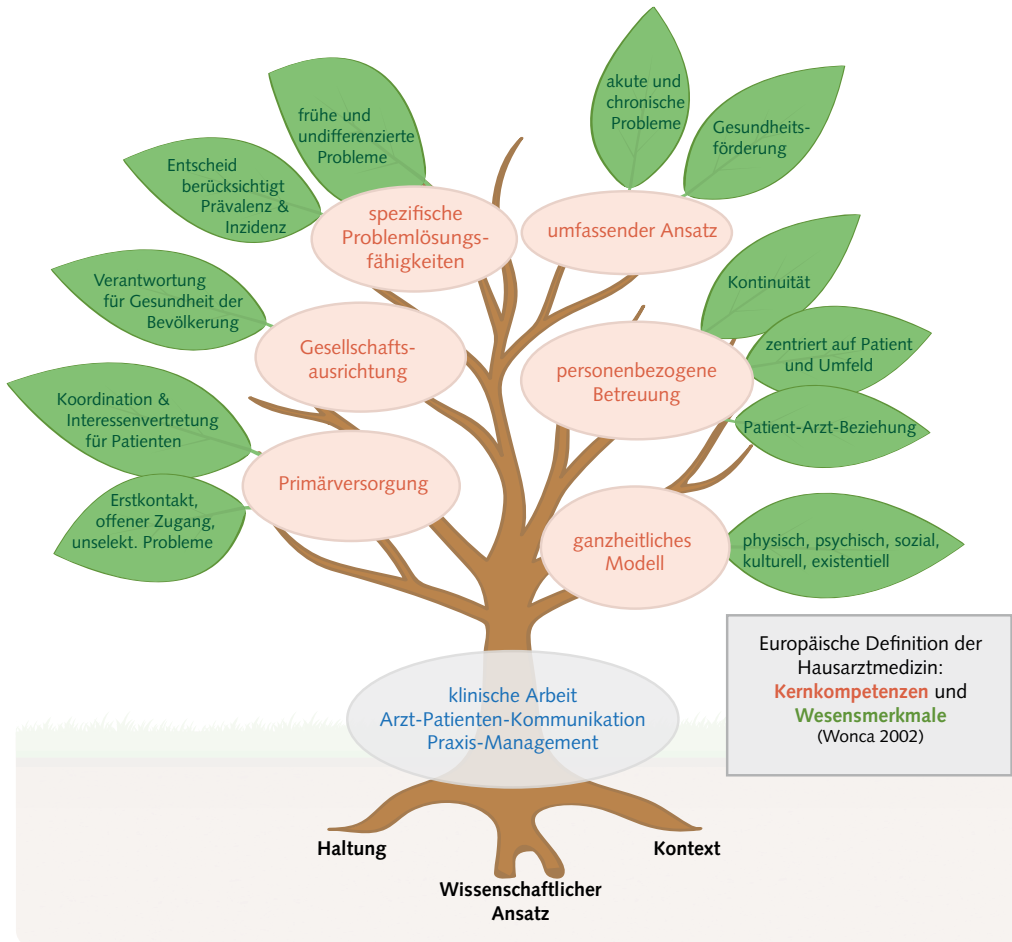 akute und
chronische
Probleme
frühe und
undifferenzierte
Probleme
Gesundheits-
förderung
Entscheid
berücksichtigt
Prävalenz &
Inzidenz
spezifische
Problemlösungs-
fähigkeiten
umfassender Ansatz
Verantwortung
für Gesundheit der
Bevölkerung
Kontinuität
Gesellschafts-
ausrichtung
zentriert auf Patient
und Umfeld
personenbezogene
Betreuung
Koordination &
Interessenvertretung
für Patienten
Patient-Arzt-Beziehung
Primärversorgung
Erstkontakt,
offener Zugang,
unselekt. Probleme
ganzheitliches
Modell
physisch, psychisch, sozial,
kulturell, existentiell
Europäische Definition der
Hausarztmedizin:
Kernkompetenzen und
Wesensmerkmale
(Wonca 2002)
klinische Arbeit
Arzt-Patienten-Kommunikation
Praxis-Management
Haltung
Kontext
Wissenschaftlicher
Ansatz